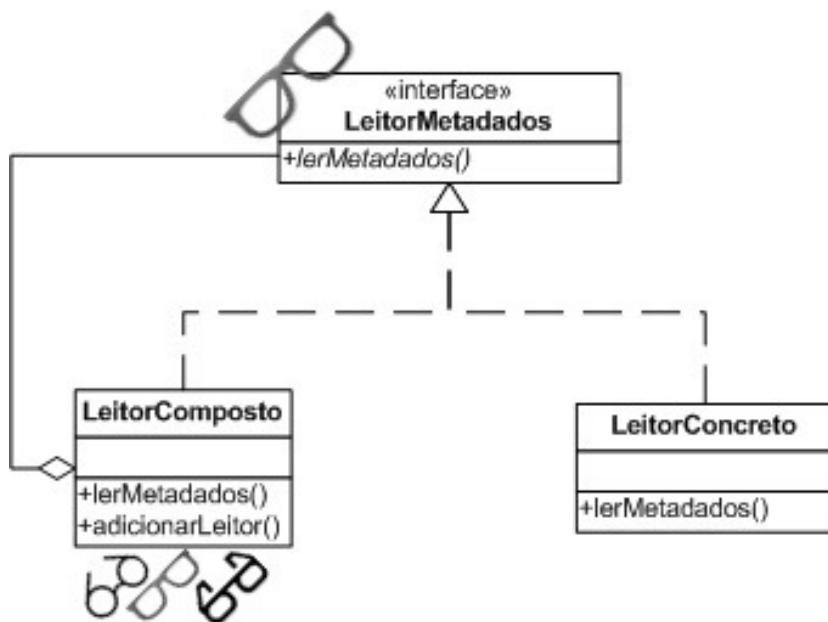 «interface»
LeitorMetadados
+lerMetadados()
LeitorComposto
+lerMetadados()
+adicionarLeitor()
LeitorConcreto
+lerMetadados()